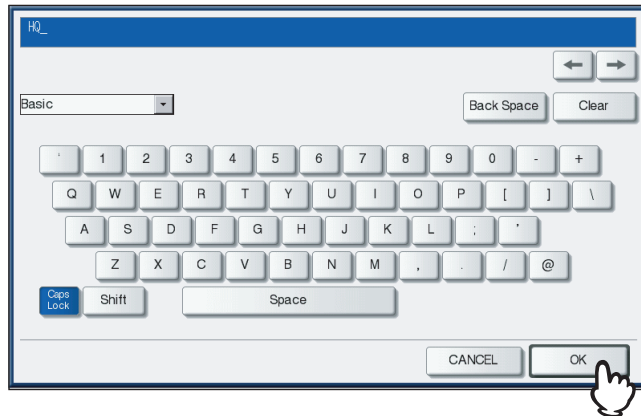 HQ_
Basic
Back Space Clear
` 1 2 3 4 5 6 7 8 9 0 - +
Q W E R T Y U I O P [ ] \
A S D F G H J K L ; '
Z X C V B N M , . / @
Caps Lock Shift Space
CANCEL OK